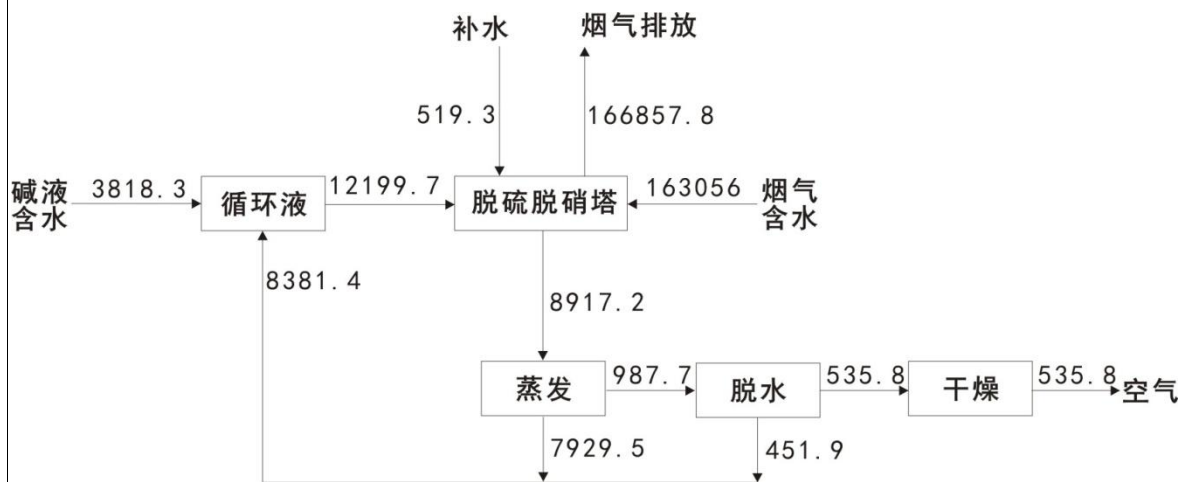 补水
烟气排放
519.3
166857.8
碱液
含水
3818.3
循环液
12199.7
脱硫脱硝塔
163056
烟气
含水
8381.4
8917.2
蒸发
987.7
脱水
535.8
干燥
535.8
空气
7929.5
451.9